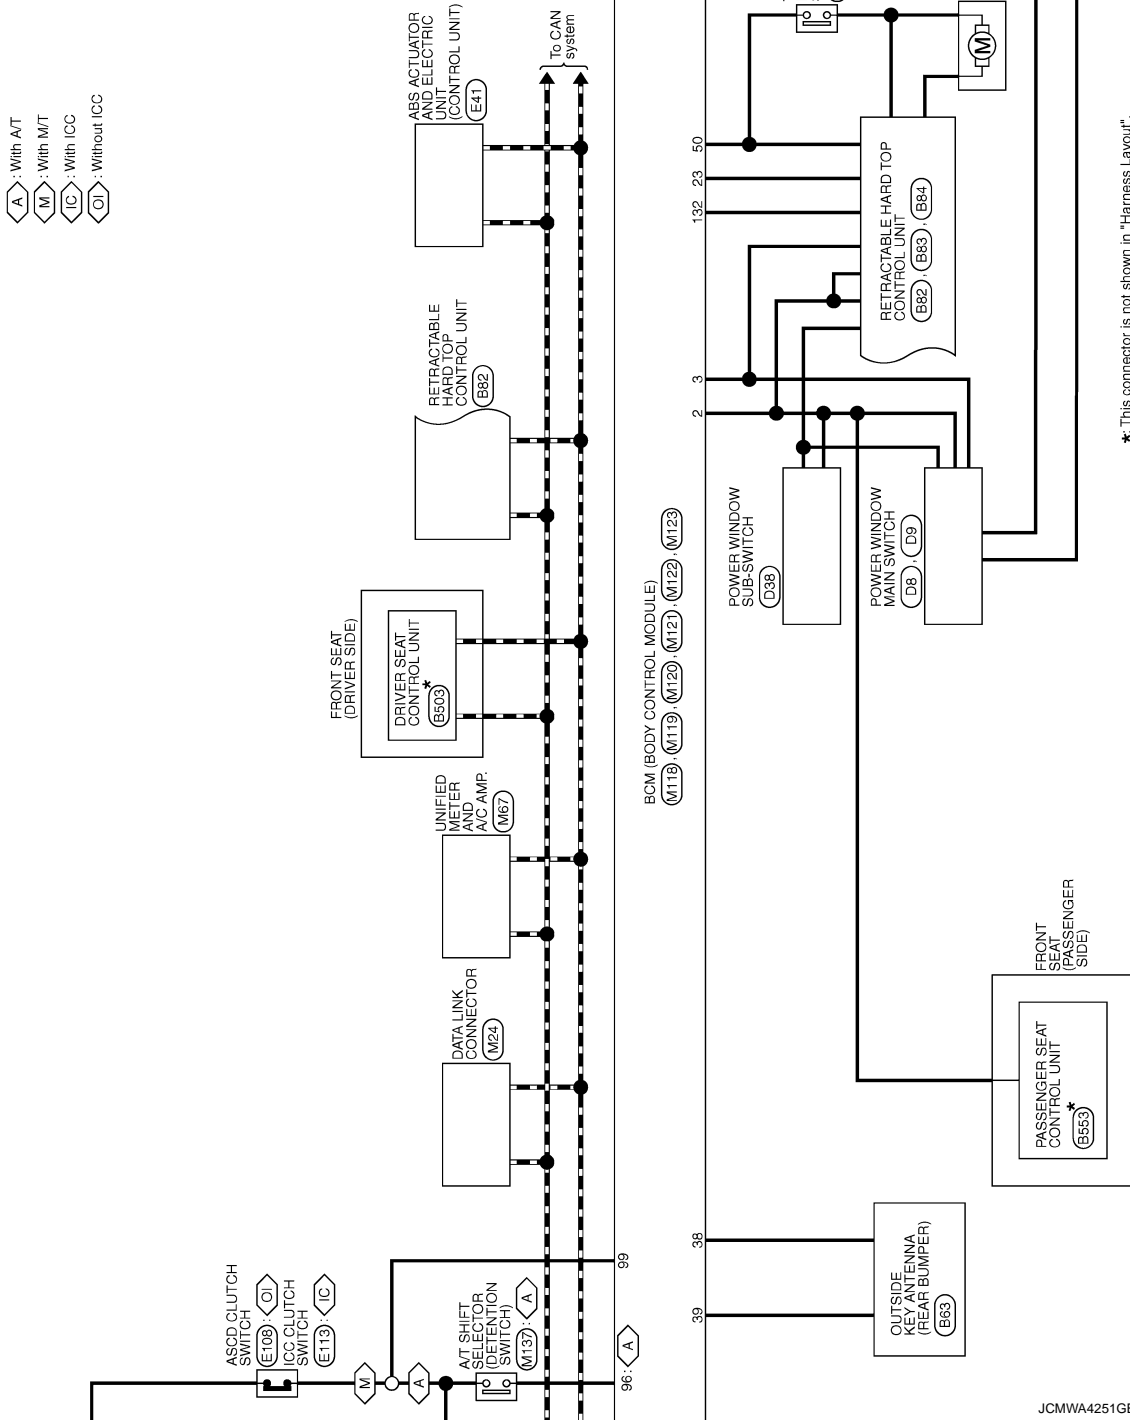 A : With A/T
M : With M/T
IC : With ICC
OI : Without ICC
ASCD CLUTCH
SWITCH
E108 : OI
ICC CLUTCH
SWITCH
E113 : IC
M
A
A/T SHIFT
SELECTOR
(DETENTION
SWITCH)
M137 : A
DATA LINK
CONNECTOR
M24
UNIFIED
METER
AND
A/C AMP.
M67
FRONT SEAT
(DRIVER SIDE)
DRIVER SEAT
CONTROL UNIT
B503 *
RETRACTABLE
HARD TOP
CONTROL UNIT
B82
ABS ACTUATOR
AND ELECTRIC
UNIT
(CONTROL UNIT)
E41
To CAN
system
96 : A
99
BCM (BODY CONTROL MODULE)
M118 , M119 , M120 , M121 , M122 , M123
39
38
2
3
132
23
50
OUTSIDE
KEY ANTENNA
(REAR BUMPER)
B63
POWER WINDOW
SUB-SWITCH
D38
POWER WINDOW
MAIN SWITCH
D8 , D9
RETRACTABLE HARD TOP
CONTROL UNIT
B82 , B83 , B84
M
FRONT
SEAT
(PASSENGER
SIDE)
PASSENGER SEAT
CONTROL UNIT
B553 *
*: This connector is not shown in "Harness Layout".
JCMWA4251GE